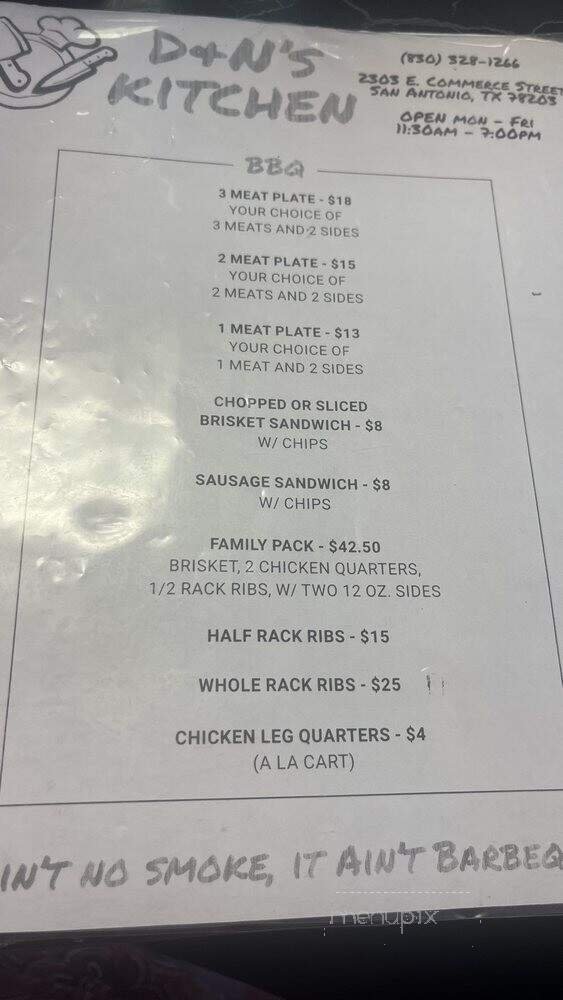 D&N'S
KITCHEN
(830) 328-1266
2303 E. COMMERCE STREET
SAN ANTONIO, TX 78203
OPEN MON - FRI
11:30AM - 7:00PM
BBQ
3 MEAT PLATE - $18
YOUR CHOICE OF
3 MEATS AND 2 SIDES
2 MEAT PLATE - $15
YOUR CHOICE OF
2 MEATS AND 2 SIDES
1 MEAT PLATE - $13
YOUR CHOICE OF
1 MEAT AND 2 SIDES
CHOPPED OR SLICED
BRISKET SANDWICH - $8
W/ CHIPS
SAUSAGE SANDWICH - $8
W/ CHIPS
FAMILY PACK - $42.50
BRISKET, 2 CHICKEN QUARTERS,
1/2 RACK RIBS, W/ TWO 12 OZ. SIDES
HALF RACK RIBS - $15
WHOLE RACK RIBS - $25
CHICKEN LEG QUARTERS - $4
(A LA CART)
IN'T NO SMOKE, IT AIN'T BARBEQ
menupix